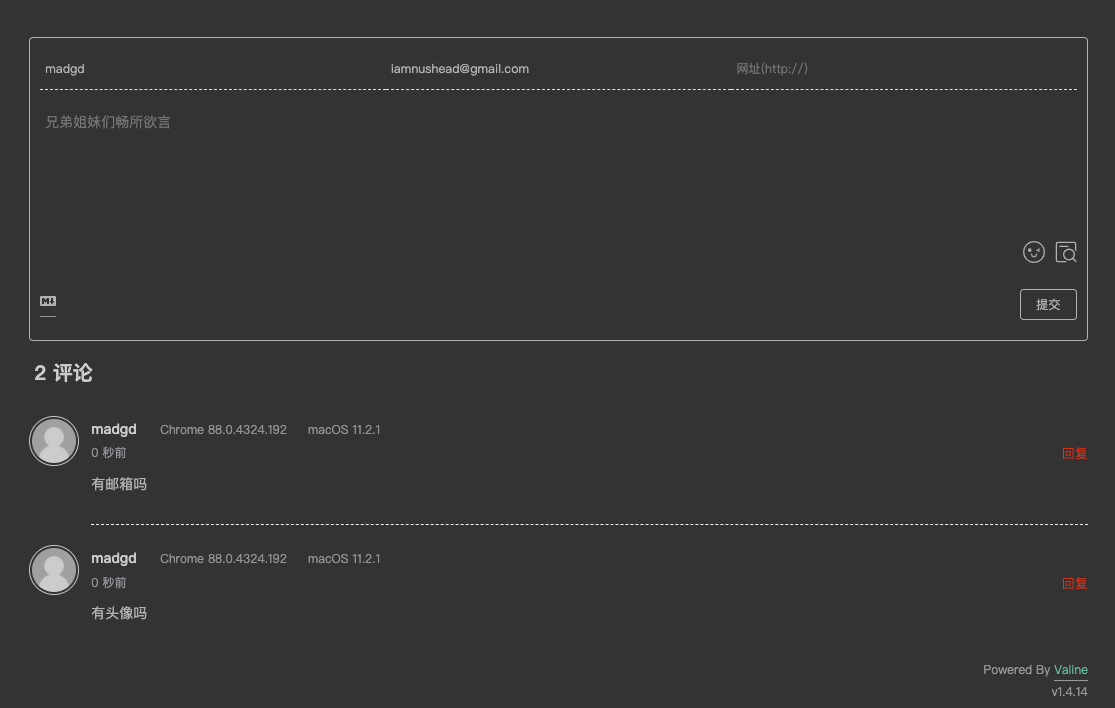 madgd iamnushead@gmail.com 网址(http://)
兄弟姐妹们畅所欲言
M↓
提交
2 评论
madgd Chrome 88.0.4324.192 macOS 11.2.1
0 秒前 回复
有邮箱吗
madgd Chrome 88.0.4324.192 macOS 11.2.1
0 秒前 回复
有头像吗
Powered By Valine
v1.4.14